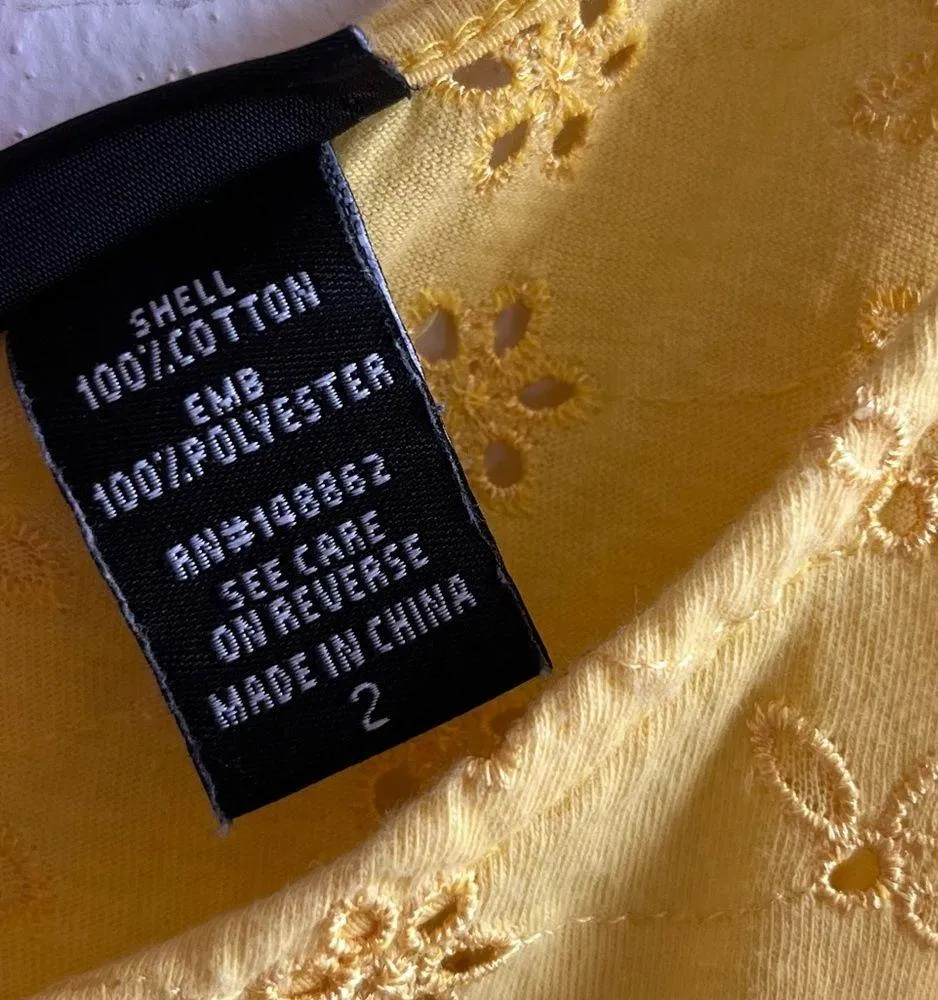 SHELL
100%COTTON
EMB
100%POLYESTER
RN#148862
SEE CARE
ON REVERSE
MADE IN CHINA
2